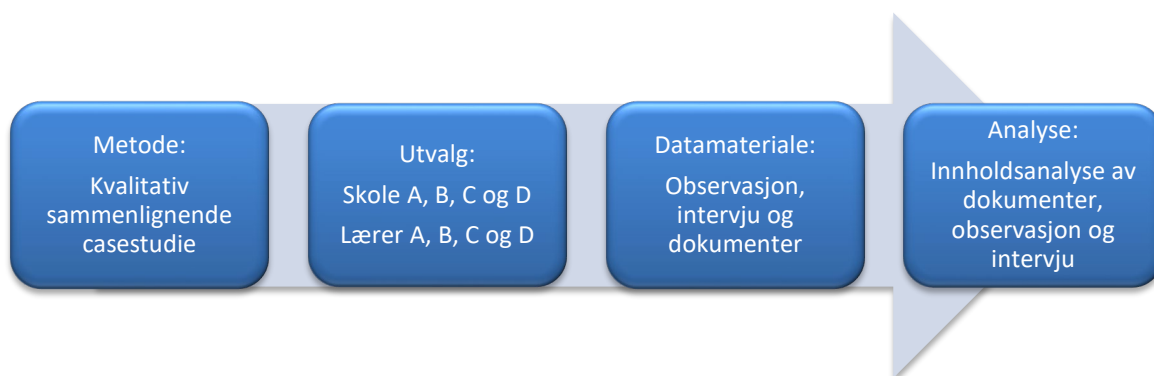 Metode:
Kvalitativ
sammenlignende
casestudie
Utvalg:
Skole A, B, C og D
Lærer A, B, C og D
Datamateriale:
Observasjon,
intervju og
dokumenter
Analyse:
Innholdsanalyse av
dokumenter,
observasjon og
intervju